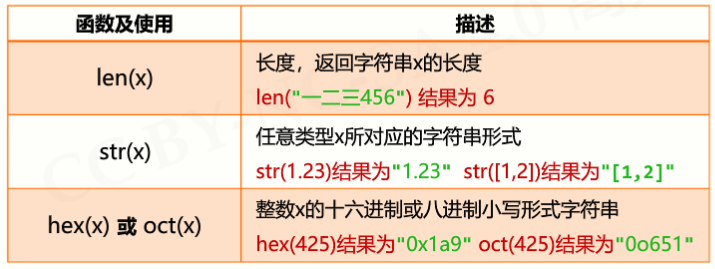 函数及使用 描述
len(x) 长度，返回字符串x的长度
len("一二三456") 结果为 6
str(x) 任意类型x所对应的字符串形式
str(1.23)结果为"1.23" str([1,2])结果为"[1,2]"
hex(x) 或 oct(x) 整数x的十六进制或八进制小写形式字符串
hex(425)结果为"0x1a9" oct(425)结果为"0o651"